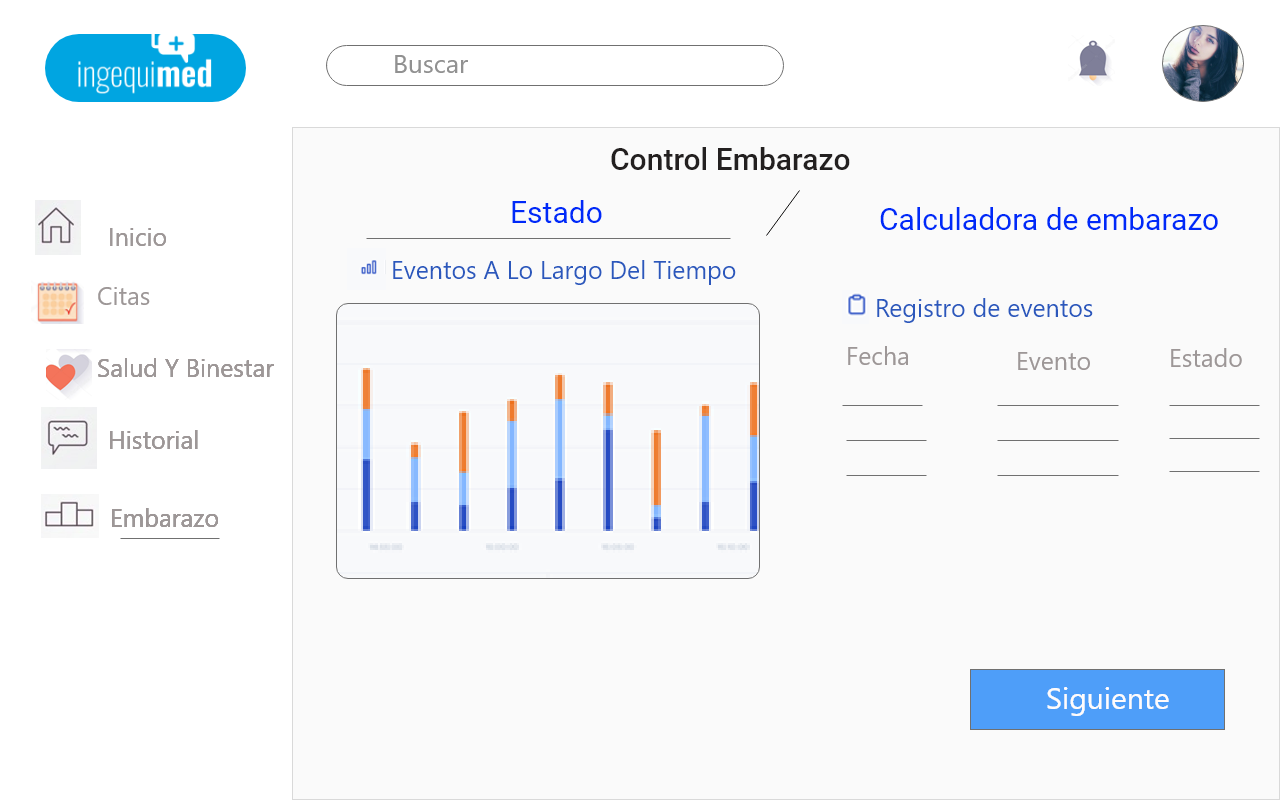 ingequimed
Buscar
Control Embarazo
Estado
Calculadora de embarazo
Eventos A Lo Largo Del Tiempo
Registro de eventos
Fecha
Evento
Estado
Inicio
Citas
Salud Y Binestar
Historial
Embarazo
Siguiente